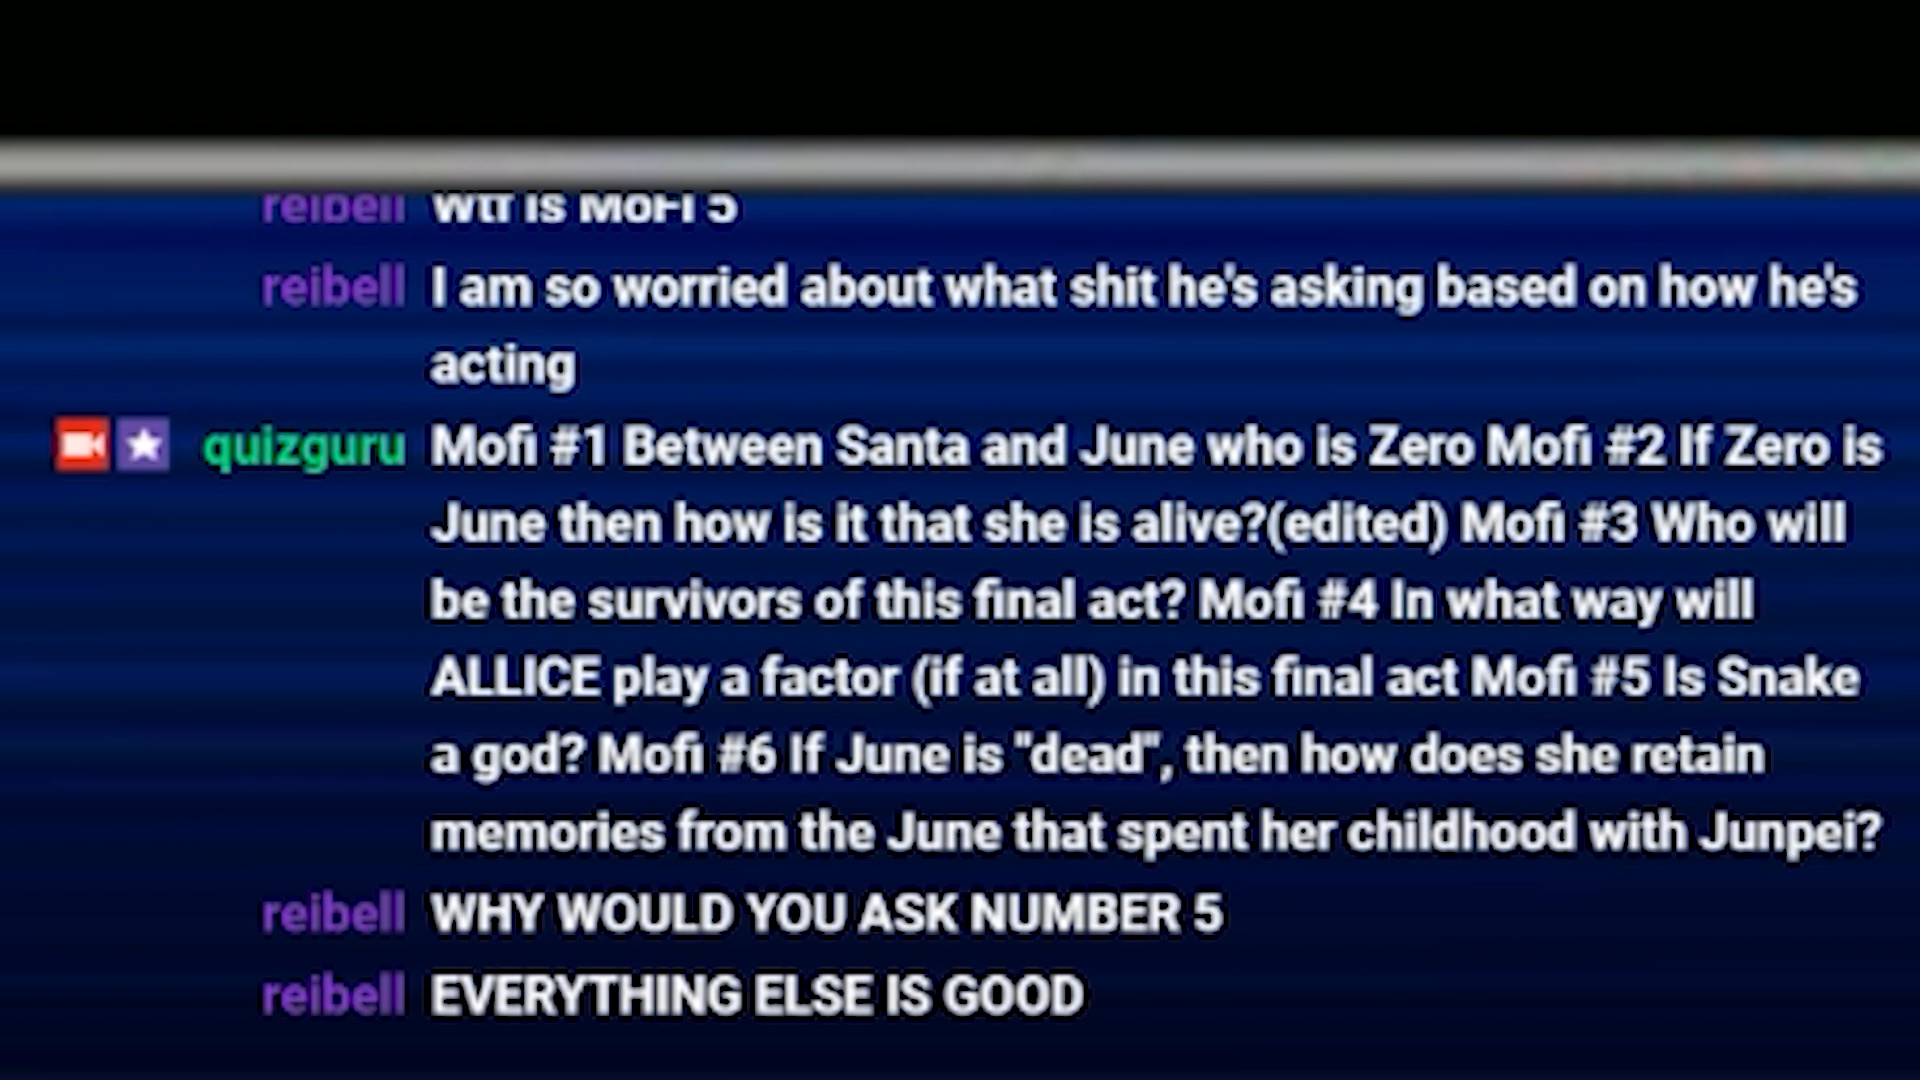 reibell Wtf is MoFi 5
reibell I am so worried about what shit he's asking based on how he's
acting
quizguru Mofi #1 Between Santa and June who is Zero Mofi #2 If Zero is
June then how is it that she is alive?(edited) Mofi #3 Who will
be the survivors of this final act? Mofi #4 In what way will
ALLICE play a factor (if at all) in this final act Mofi #5 Is Snake
a god? Mofi #6 If June is "dead", then how does she retain
memories from the June that spent her childhood with Junpei?
reibell WHY WOULD YOU ASK NUMBER 5
reibell EVERYTHING ELSE IS GOOD